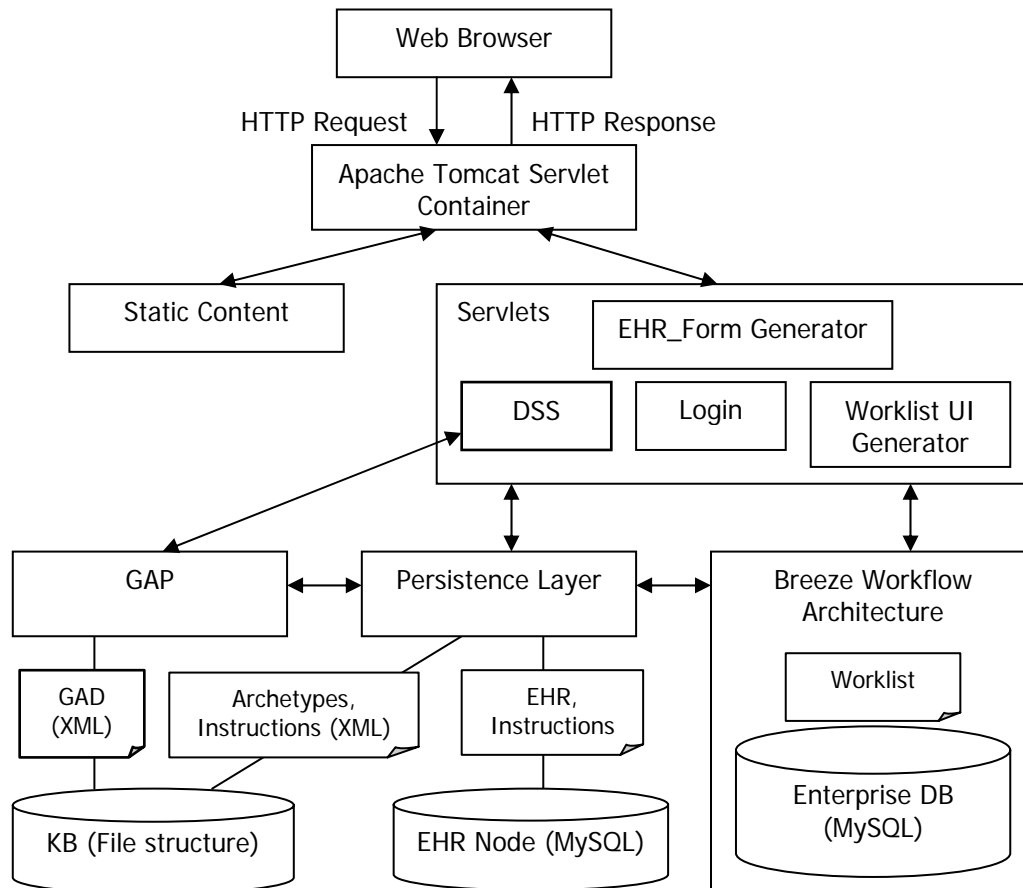 Web Browser
HTTP Request
HTTP Response
Apache Tomcat Servlet
Container
Static Content
Servlets
EHR_Form Generator
DSS
Login
Worklist UI
Generator
GAP
Persistence Layer
Breeze Workflow
Architecture
GAD
(XML)
Archetypes,
Instructions (XML)
EHR,
Instructions
Worklist
KB (File structure)
EHR Node (MySQL)
Enterprise DB
(MySQL)